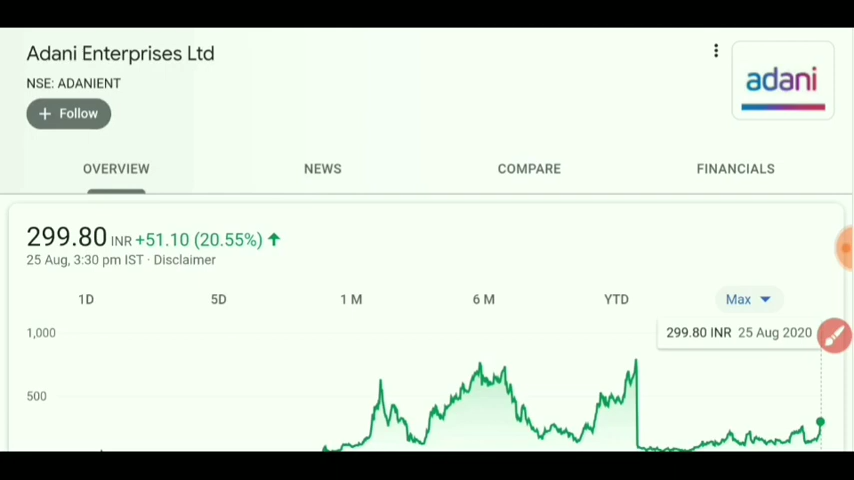 Adani Enterprises Ltd
NSE: ADANIENT
+ Follow
adani
OVERVIEW NEWS COMPARE FINANCIALS
299.80 INR +51.10 (20.55%) ↑
25 Aug, 3:30 pm IST · Disclaimer
1D 5D 1 M 6 M YTD Max
1,000
299.80 INR 25 Aug 2020
500